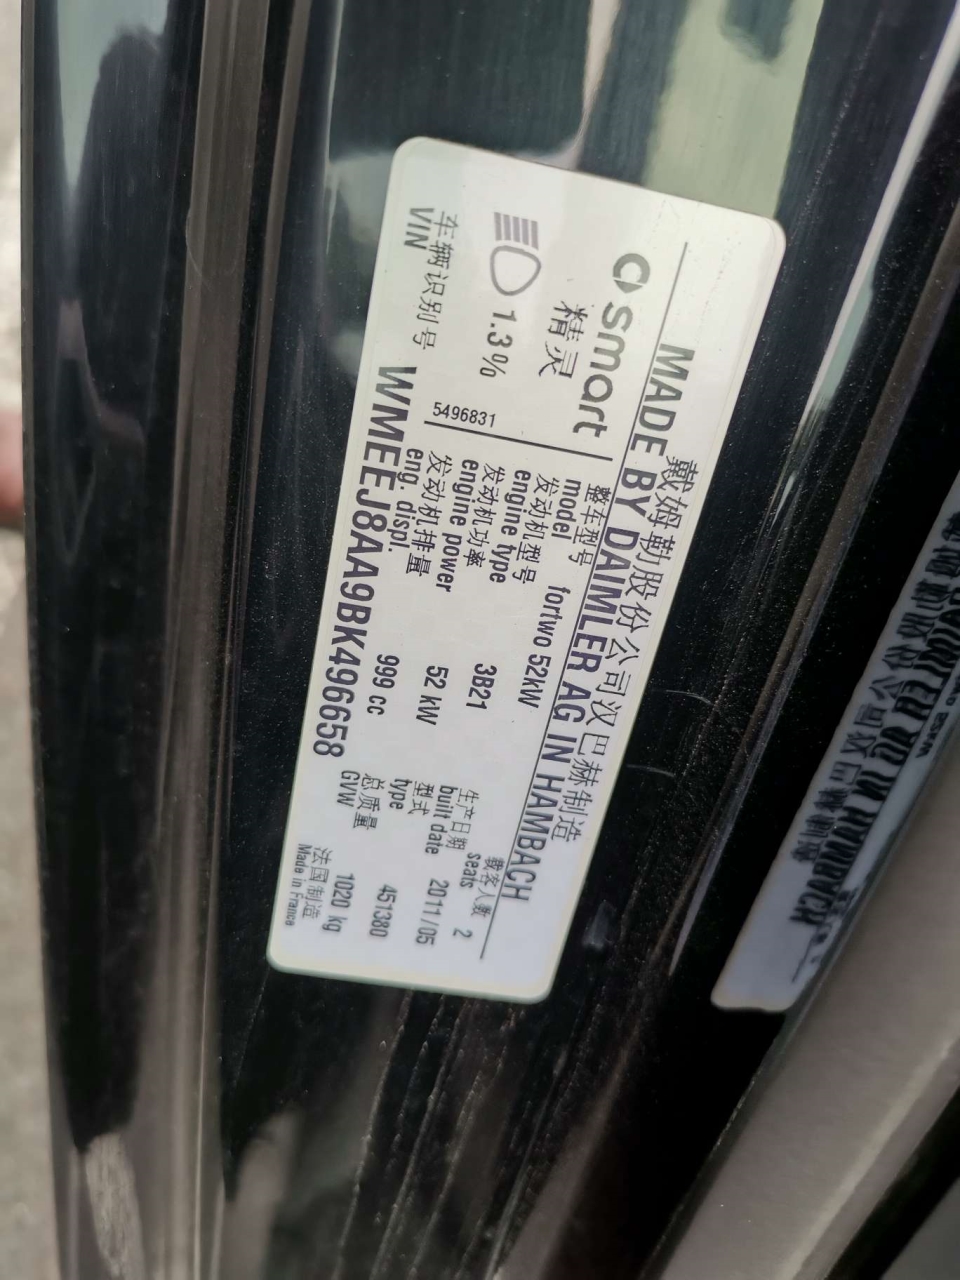 戴姆勒股份公司汉巴赫制造
MADE BY DAIMLER AG IN HAMBACH
smart
精灵
1.3%
5496831
整车型号
model fortwo 52kW
发动机型号
engine type 3B21
发动机功率
engine power 52 kW
发动机排量
eng. displ. 999 cc
载客人数
seats 2
生产日期
built date 2011/05
型式
type 451380
总质量
GVW 1020 kg
车辆识别号
VIN WMEEJ8AA9BK496658
法国制造
Made in France